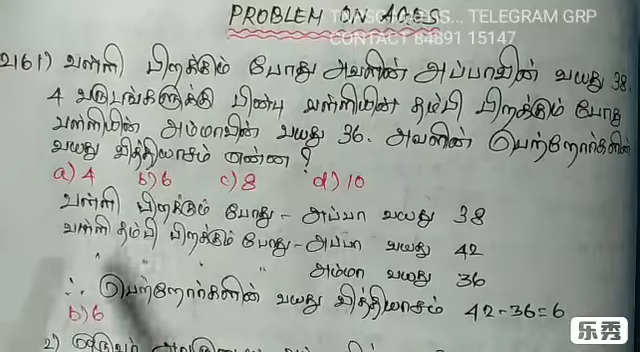 PROBLEM ON AGES
TELEGRAM GRP
CONTACT 84891 15147
1) வள்ளி பிறக்கும் போது அவளின் அப்பாவின் வயது 38.
4 வருடங்களுக்கு பின்பு வள்ளியின் தம்பி பிறக்கும் போது
வள்ளியின் அம்மாவின் வயது 36. அவளின் பெற்றோர்களின்
வயது வித்தியாசம் என்ன?
a) 4 b) 6 c) 8 d) 10
வள்ளி பிறக்கும் போது - அப்பா வயது 38
வள்ளி தம்பி பிறக்கும் போது - அப்பா வயது 42
" " " அம்மா வயது 36
∴ பெற்றோர்களின் வயது வித்தியாசம் 42-36=6
b) 6
2)
乐秀